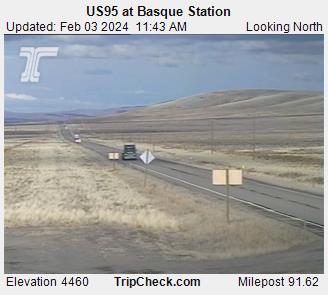 US95 at Basque Station
Updated: Feb 03 2024 11:43 AM Looking North
Elevation 4460 TripCheck.com Milepost 91.62